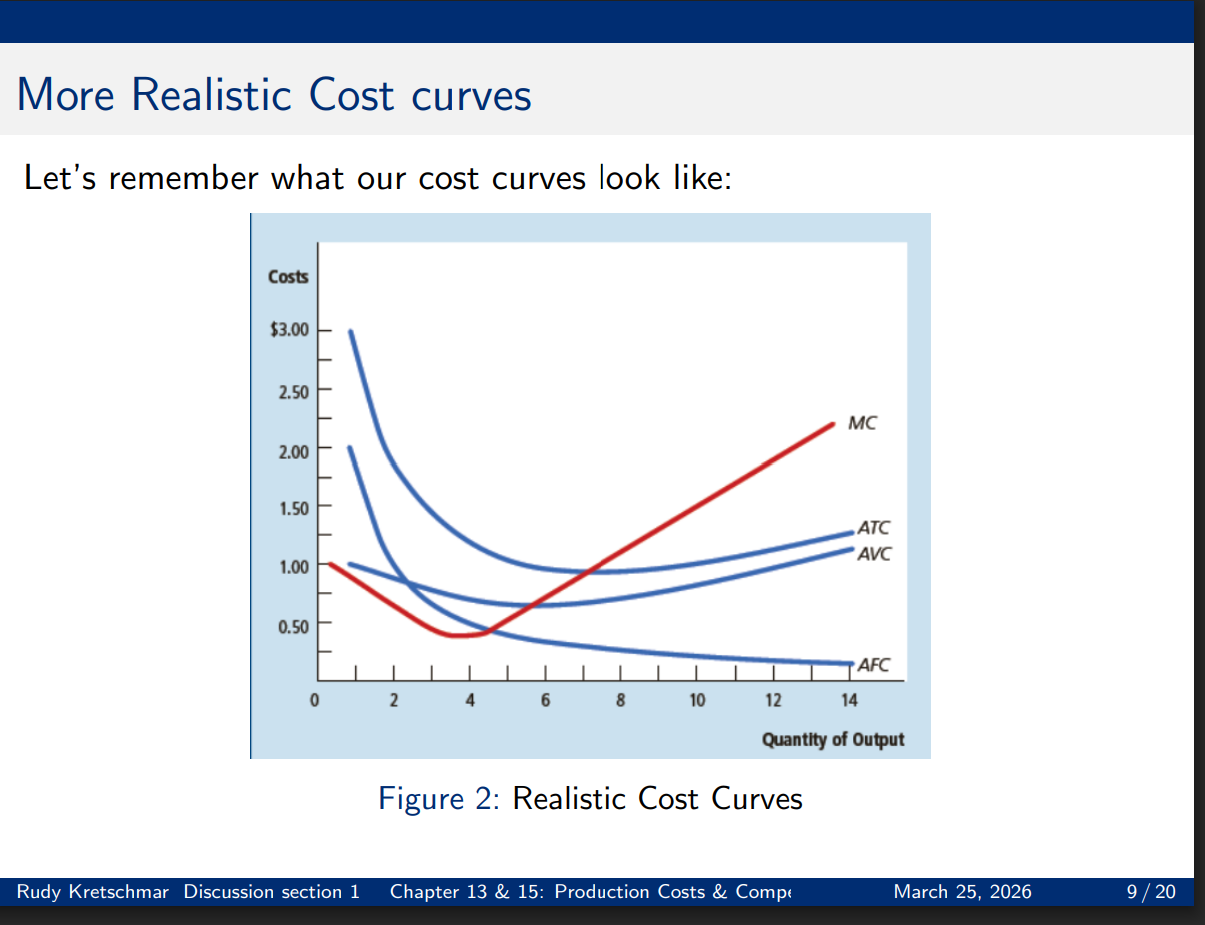 More Realistic Cost curves
Let's remember what our cost curves look like:
Costs
$3.00
2.50
2.00
1.50
1.00
0.50
MC
ATC
AVC
AFC
0 2 4 6 8 10 12 14
Quantity of Output
Figure 2: Realistic Cost Curves
Rudy Kretschmar Discussion section 1 Chapter 13 & 15: Production Costs & Compe March 25, 2026 9 / 20